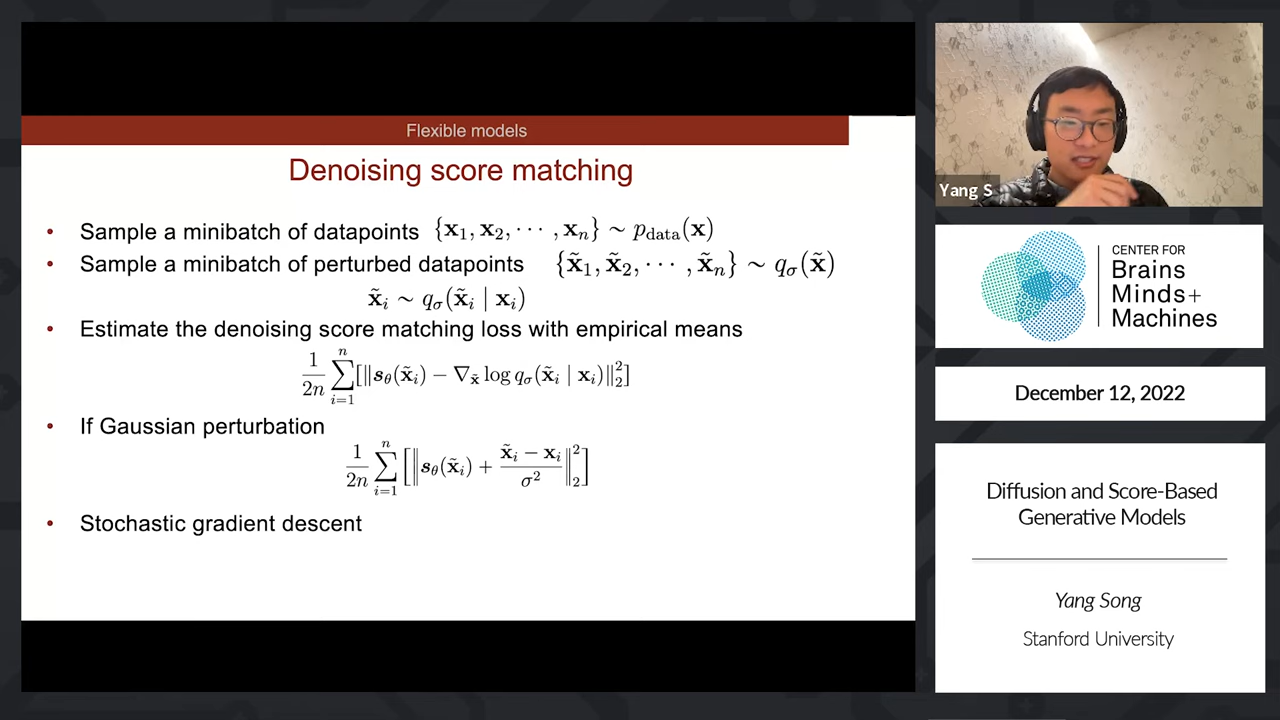 Flexible models
Denoising score matching
• Sample a minibatch of datapoints {x₁, x₂, ⋯ , xₙ} ∼ p_data(x)
• Sample a minibatch of perturbed datapoints {x̃₁, x̃₂, ⋯ , x̃ₙ} ∼ q_σ(x̃)
x̃ᵢ ∼ q_σ(x̃ᵢ | xᵢ)
• Estimate the denoising score matching loss with empirical means
1/2n ∑ᵢ₌₁ⁿ [‖s_θ(x̃ᵢ) − ∇_x̃ log q_σ(x̃ᵢ | xᵢ)‖₂²]
• If Gaussian perturbation
1/2n ∑ᵢ₌₁ⁿ [‖s_θ(x̃ᵢ) + (x̃ᵢ − xᵢ)/σ²‖₂²]
• Stochastic gradient descent
Yang S
CENTER FOR
Brains
Minds+
Machines
December 12, 2022
Diffusion and Score-Based
Generative Models
Yang Song
Stanford University